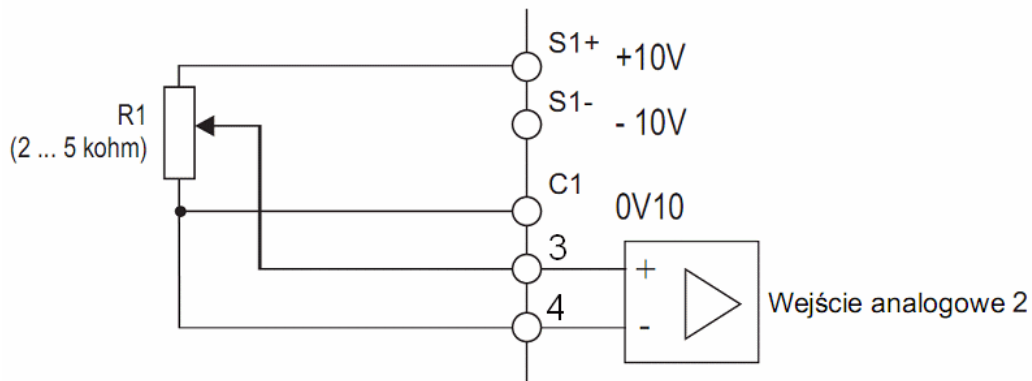 S1+ +10V
S1- - 10V
R1
(2 ... 5 kohm)
C1
0V10
3
+
Wejście analogowe 2
4
-